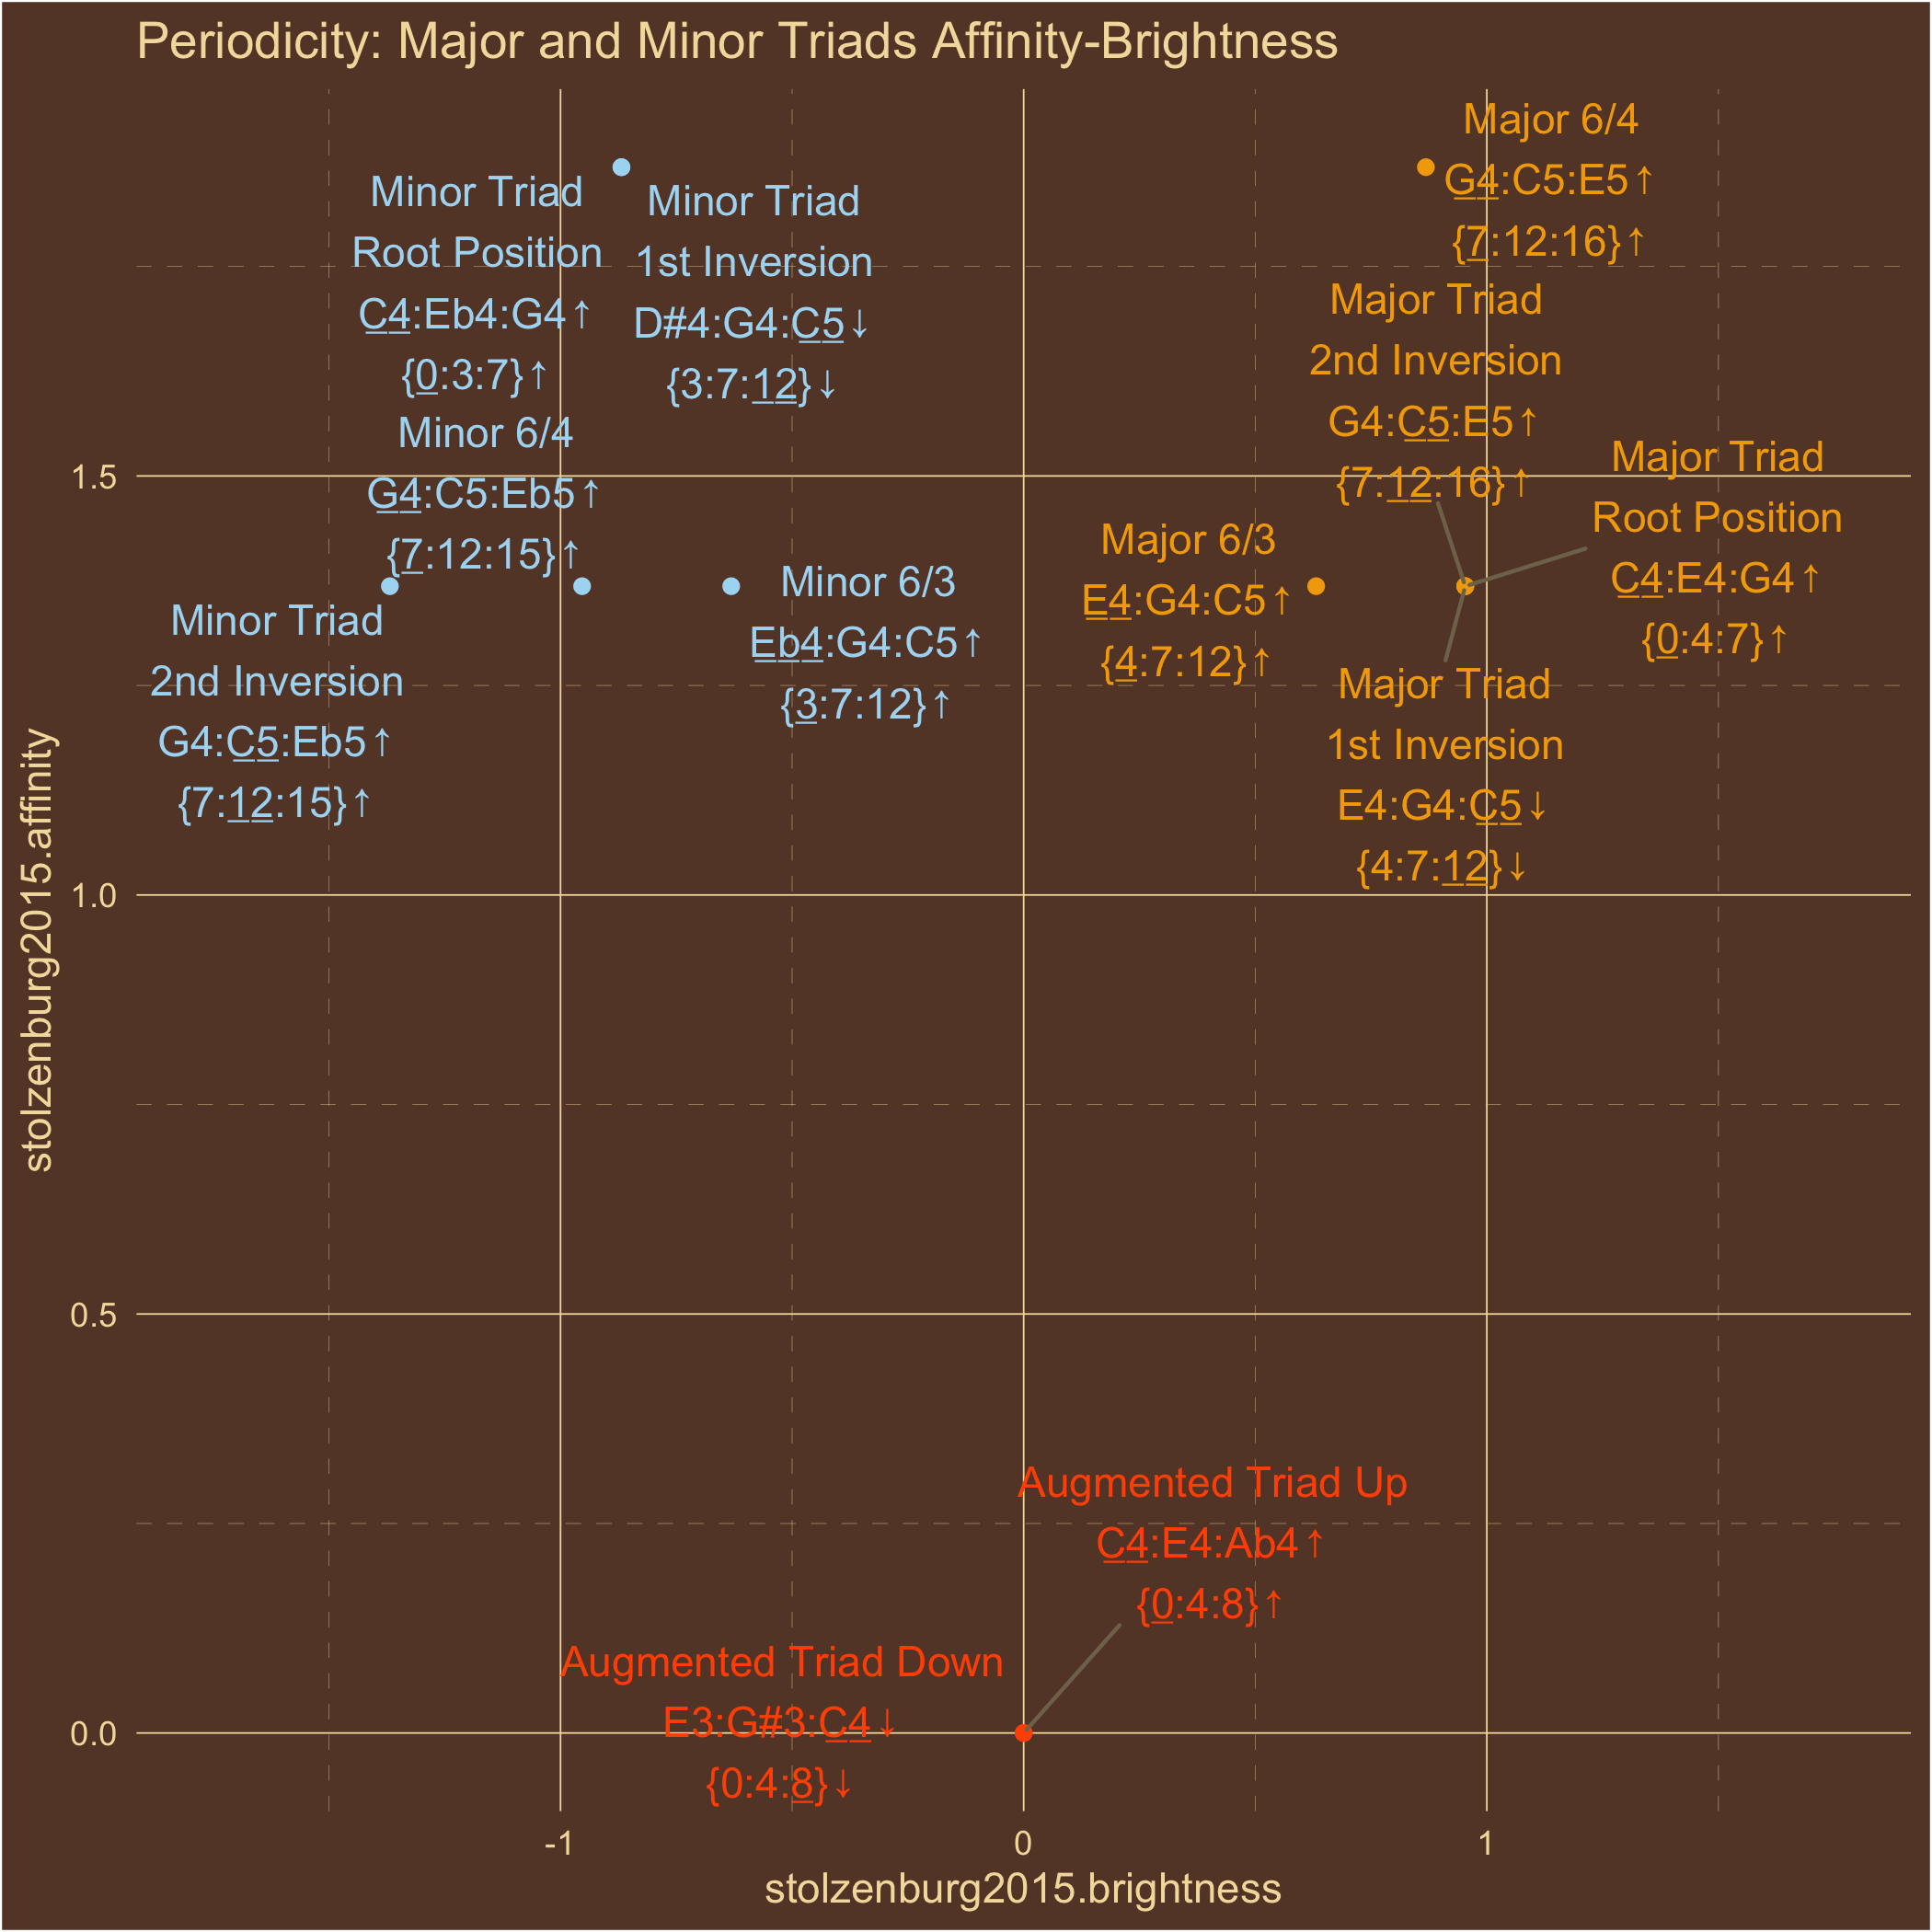 Periodicity: Major and Minor Triads Affinity-Brightness
Major 6/4
G4:C5:E5↑
{7:12:16}↑
Minor Triad
Root Position
C4:Eb4:G4↑
{0:3:7}↑
Minor Triad
1st Inversion
D#4:G4:C5↓
{3:7:12}↓
Major Triad
2nd Inversion
G4:C5:E5↑
{7:12:16}↑
Minor 6/4
G4:C5:Eb5↑
{7:12:15}↑
Major Triad
Root Position
C4:E4:G4↑
{0:4:7}↑
Major 6/3
E4:G4:C5↑
{4:7:12}↑
Minor 6/3
Eb4:G4:C5↑
{3:7:12}↑
Minor Triad
2nd Inversion
G4:C5:Eb5↑
{7:12:15}↑
Major Triad
1st Inversion
E4:G4:C5↓
{4:7:12}↓
Augmented Triad Up
C4:E4:Ab4↑
{0:4:8}↑
Augmented Triad Down
E3:G#3:C4↓
{0:4:8}↓
1.5
1.0
0.5
0.0
stolzenburg2015.affinity
-1
0
1
stolzenburg2015.brightness